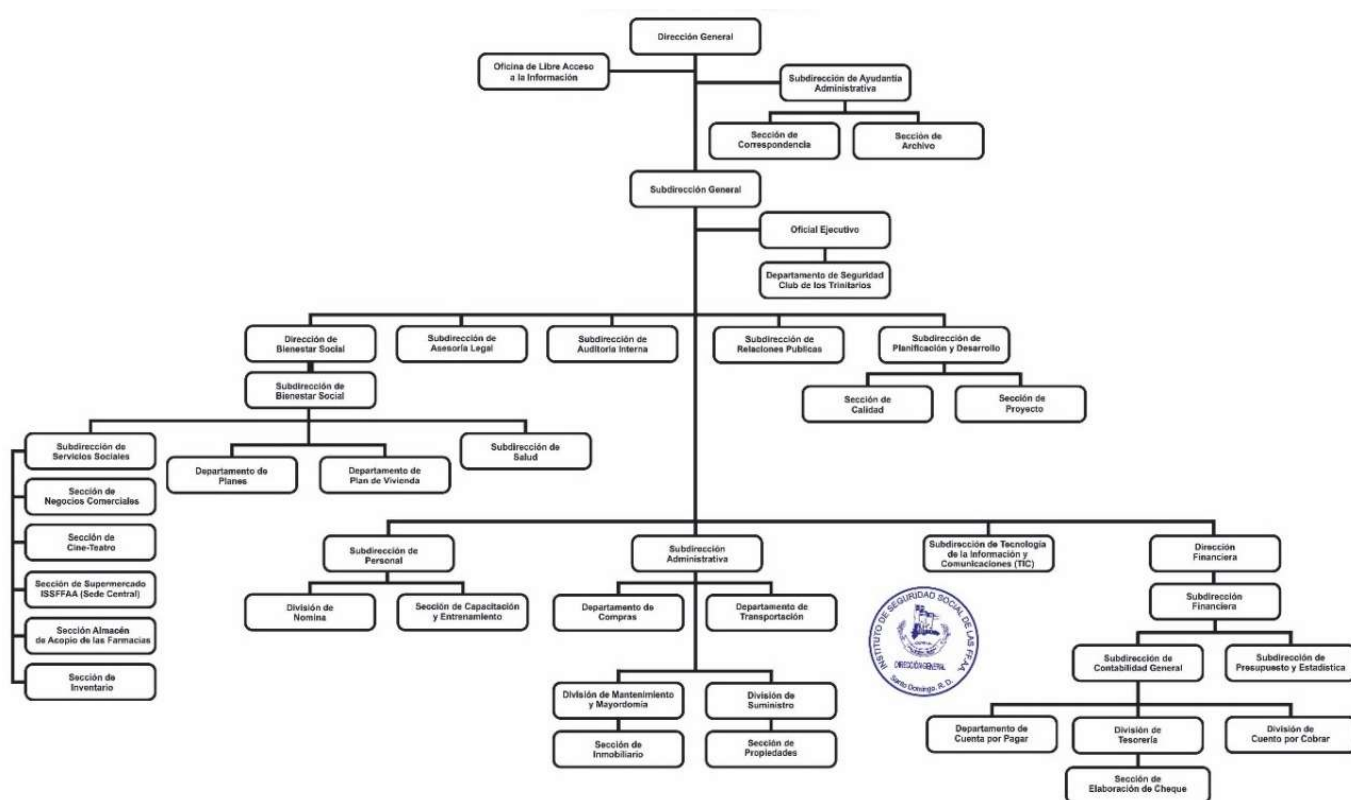 Dirección General
Oficina de Libre Acceso
a la Información
Subdirección de Ayudantía
Administrativa
Sección de
Correspondencia
Sección de
Archivo
Subdirección General
Oficial Ejecutivo
Departamento de Seguridad
Club de los Trinitarios
Dirección de
Bienestar Social
Subdirección de
Asesoría Legal
Subdirección de
Auditoria Interna
Subdirección de
Relaciones Publicas
Subdirección de
Planificación y Desarrollo
Subdirección de
Bienestar Social
Sección de
Calidad
Sección de
Proyecto
Subdirección de
Servicios Sociales
Departamento de
Planes
Departamento de
Plan de Vivienda
Subdirección de
Salud
Sección de
Negocios Comerciales
Sección de
Cine-Teatro
Sección de Supermercado
ISSFFAA (Sede Central)
Sección Almacén
de Acopio de las Farmacias
Sección de
Inventario
Subdirección de
Personal
Subdirección
Administrativa
Subdirección de Tecnología
de la Información y
Comunicaciones (TIC)
Dirección
Financiera
División de
Nomina
Sección de Capacitación
y Entrenamiento
Departamento de
Compras
Departamento de
Transportación
Subdirección
Financiera
División de Mantenimiento
y Mayordomía
División de
Suministro
Sección de
Inmobiliario
Sección de
Propiedades
INSTITUTO DE SEGURIDAD SOCIAL DE LAS FF.AA.
DIRECCIÓN GENERAL
Santo Domingo, R. D.
Subdirección de
Contabilidad General
Subdirección de
Presupuesto y Estadística
Departamento de
Cuenta por Pagar
División de
Tesorería
División de
Cuento por Cobrar
Sección de
Elaboración de Cheque